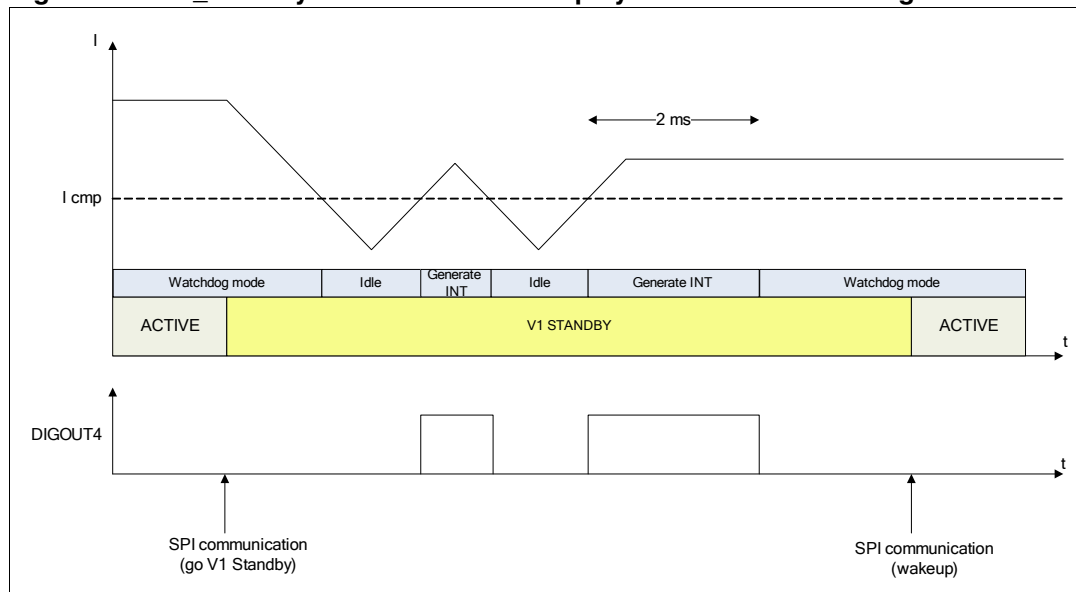 I
2 ms
I cmp
Watchdog mode
Idle
Generate
INT
Idle
Generate INT
Watchdog mode
ACTIVE
V1 STANDBY
ACTIVE
t
DIGOUT4
t
SPI communication
(go V1 Standby)
SPI communication
(wakeup)